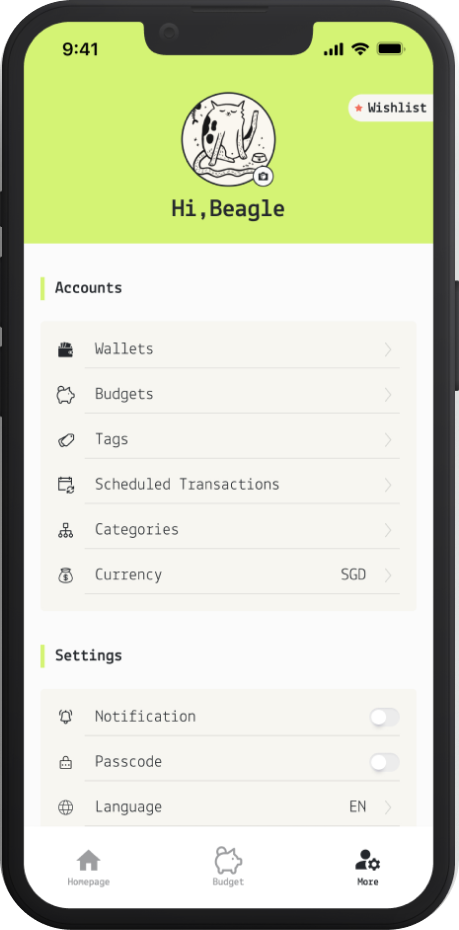 9:41
Wishlist
Hi,Beagle
Accounts
Wallets
Budgets
Tags
Scheduled Transactions
Categories
Currency SGD
Settings
Notification
Passcode
Language EN
Homepage Budget More